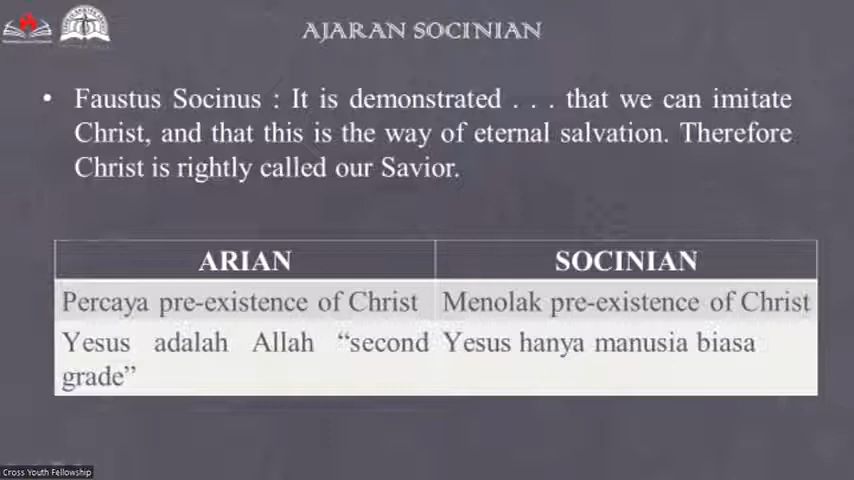 AJARAN SOCINIAN
• Faustus Socinus : It is demonstrated . . . that we can imitate
Christ, and that this is the way of eternal salvation. Therefore
Christ is rightly called our Savior.
ARIAN SOCINIAN
Percaya pre-existence of Christ Menolak pre-existence of Christ
Yesus adalah Allah “second Yesus hanya manusia biasa
grade”
Cross Youth Fellowship